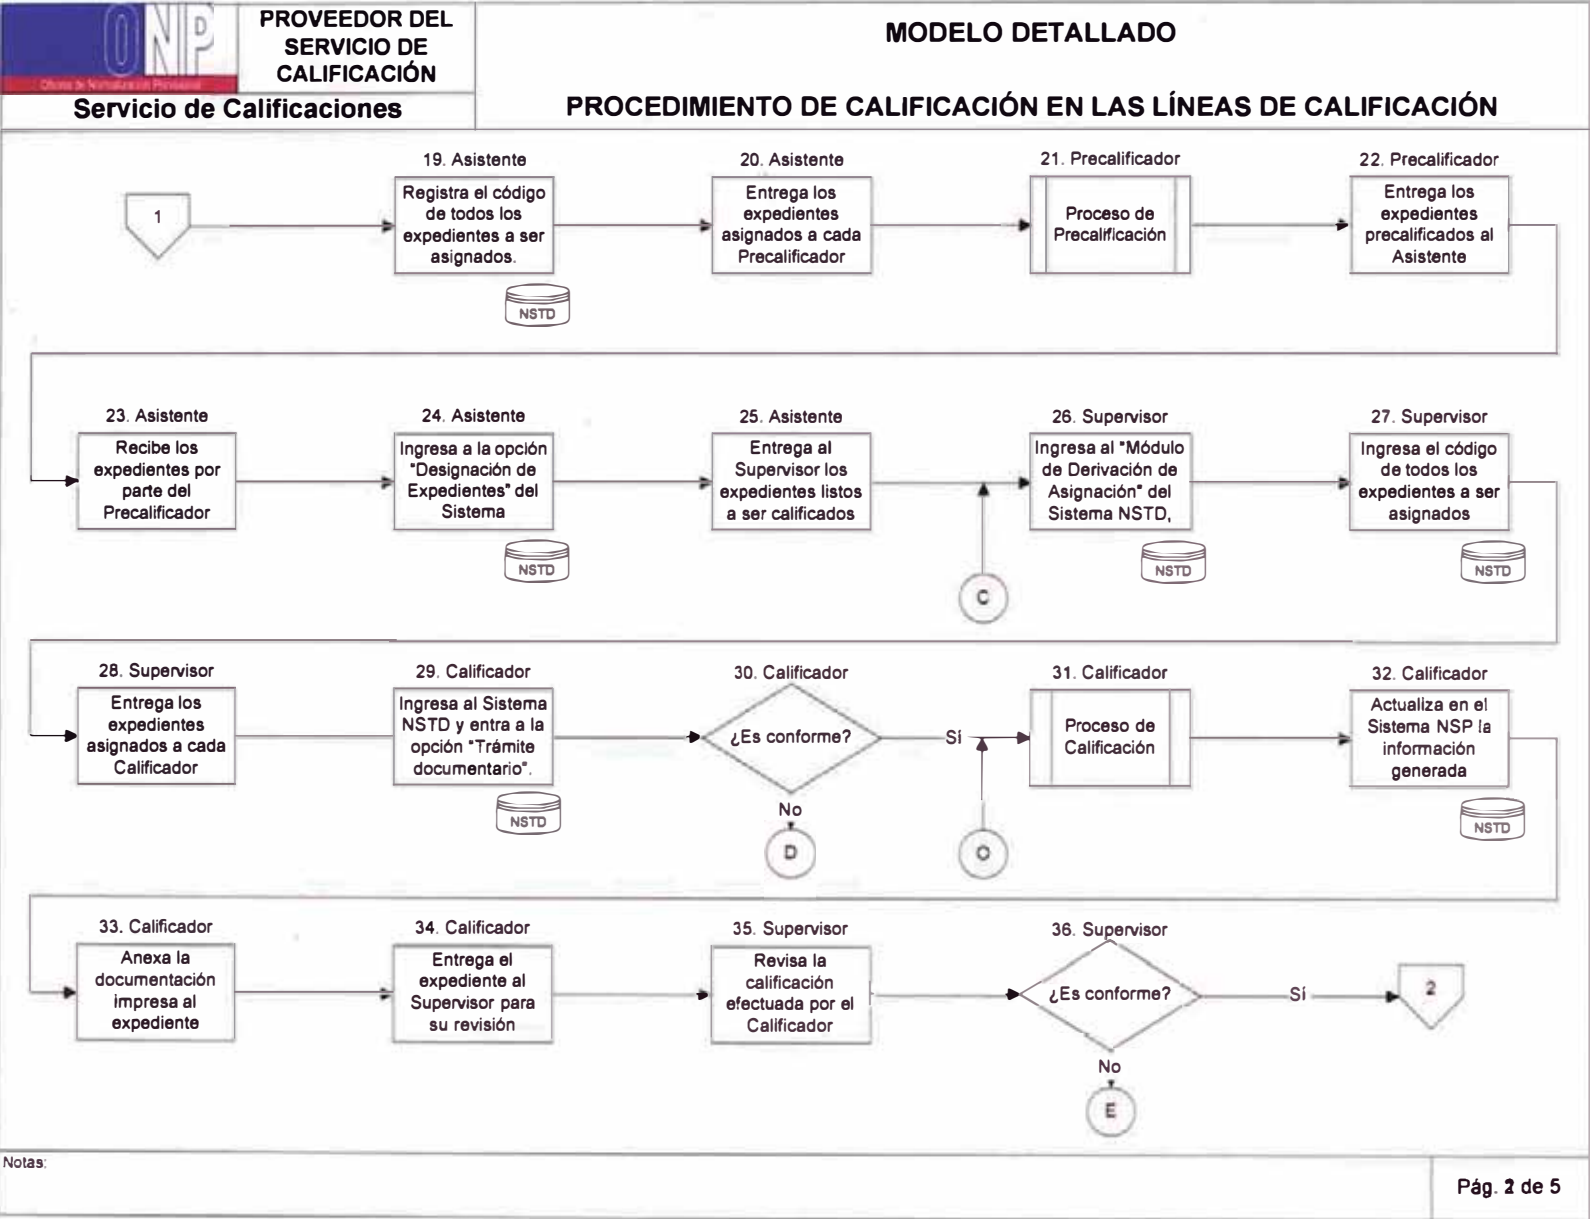 ONP
Oficina de Normalización Previsional
PROVEEDOR DEL
SERVICIO DE
CALIFICACIÓN
MODELO DETALLADO
Servicio de Calificaciones
PROCEDIMIENTO DE CALIFICACIÓN EN LAS LÍNEAS DE CALIFICACIÓN
1
19. Asistente
Registra el código
de todos los
expedientes a ser
asignados.
NSTD
20. Asistente
Entrega los
expedientes
asignados a cada
Precalificador
21. Precalificador
Proceso de
Precalificación
22. Precalificador
Entrega los
expedientes
precalificados al
Asistente
23. Asistente
Recibe los
expedientes por
parte del
Precalificador
24. Asistente
Ingresa a la opción
"Designación de
Expedientes" del
Sistema
NSTD
25. Asistente
Entrega al
Supervisor los
expedientes listos
a ser calificados
C
26. Supervisor
Ingresa al "Módulo
de Derivación de
Asignación" del
Sistema NSTD,
NSTD
27. Supervisor
Ingresa el código
de todos los
expedientes a ser
asignados
NSTD
28. Supervisor
Entrega los
expedientes
asignados a cada
Calificador
29. Calificador
Ingresa al Sistema
NSTD y entra a la
opción "Trámite
documentario".
NSTD
30. Calificador
¿Es conforme?
Sí
No
D
O
31. Calificador
Proceso de
Calificación
32. Calificador
Actualiza en el
Sistema NSP la
información
generada
NSTD
33. Calificador
Anexa la
documentación
impresa al
expediente
34. Calificador
Entrega el
expediente al
Supervisor para
su revisión
35. Supervisor
Revisa la
calificación
efectuada por el
Calificador
36. Supervisor
¿Es conforme?
Sí
2
No
E
Notas:
Pág. 2 de 5